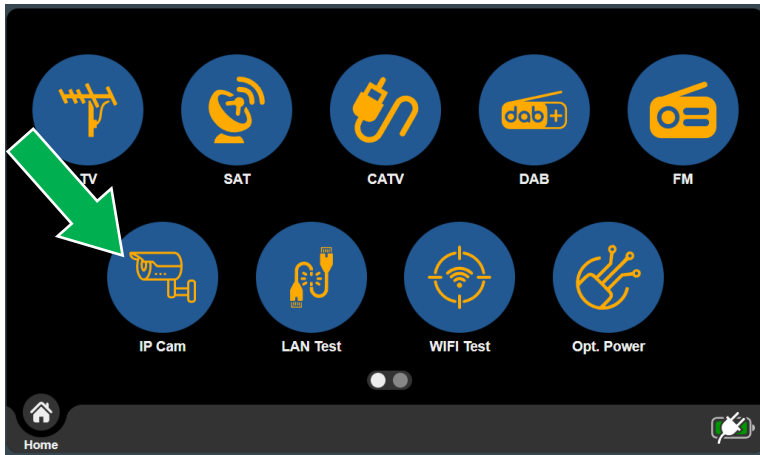 TV
SAT
CATV
dab+
DAB
FM
IP Cam
LAN Test
WIFI Test
Opt. Power
Home